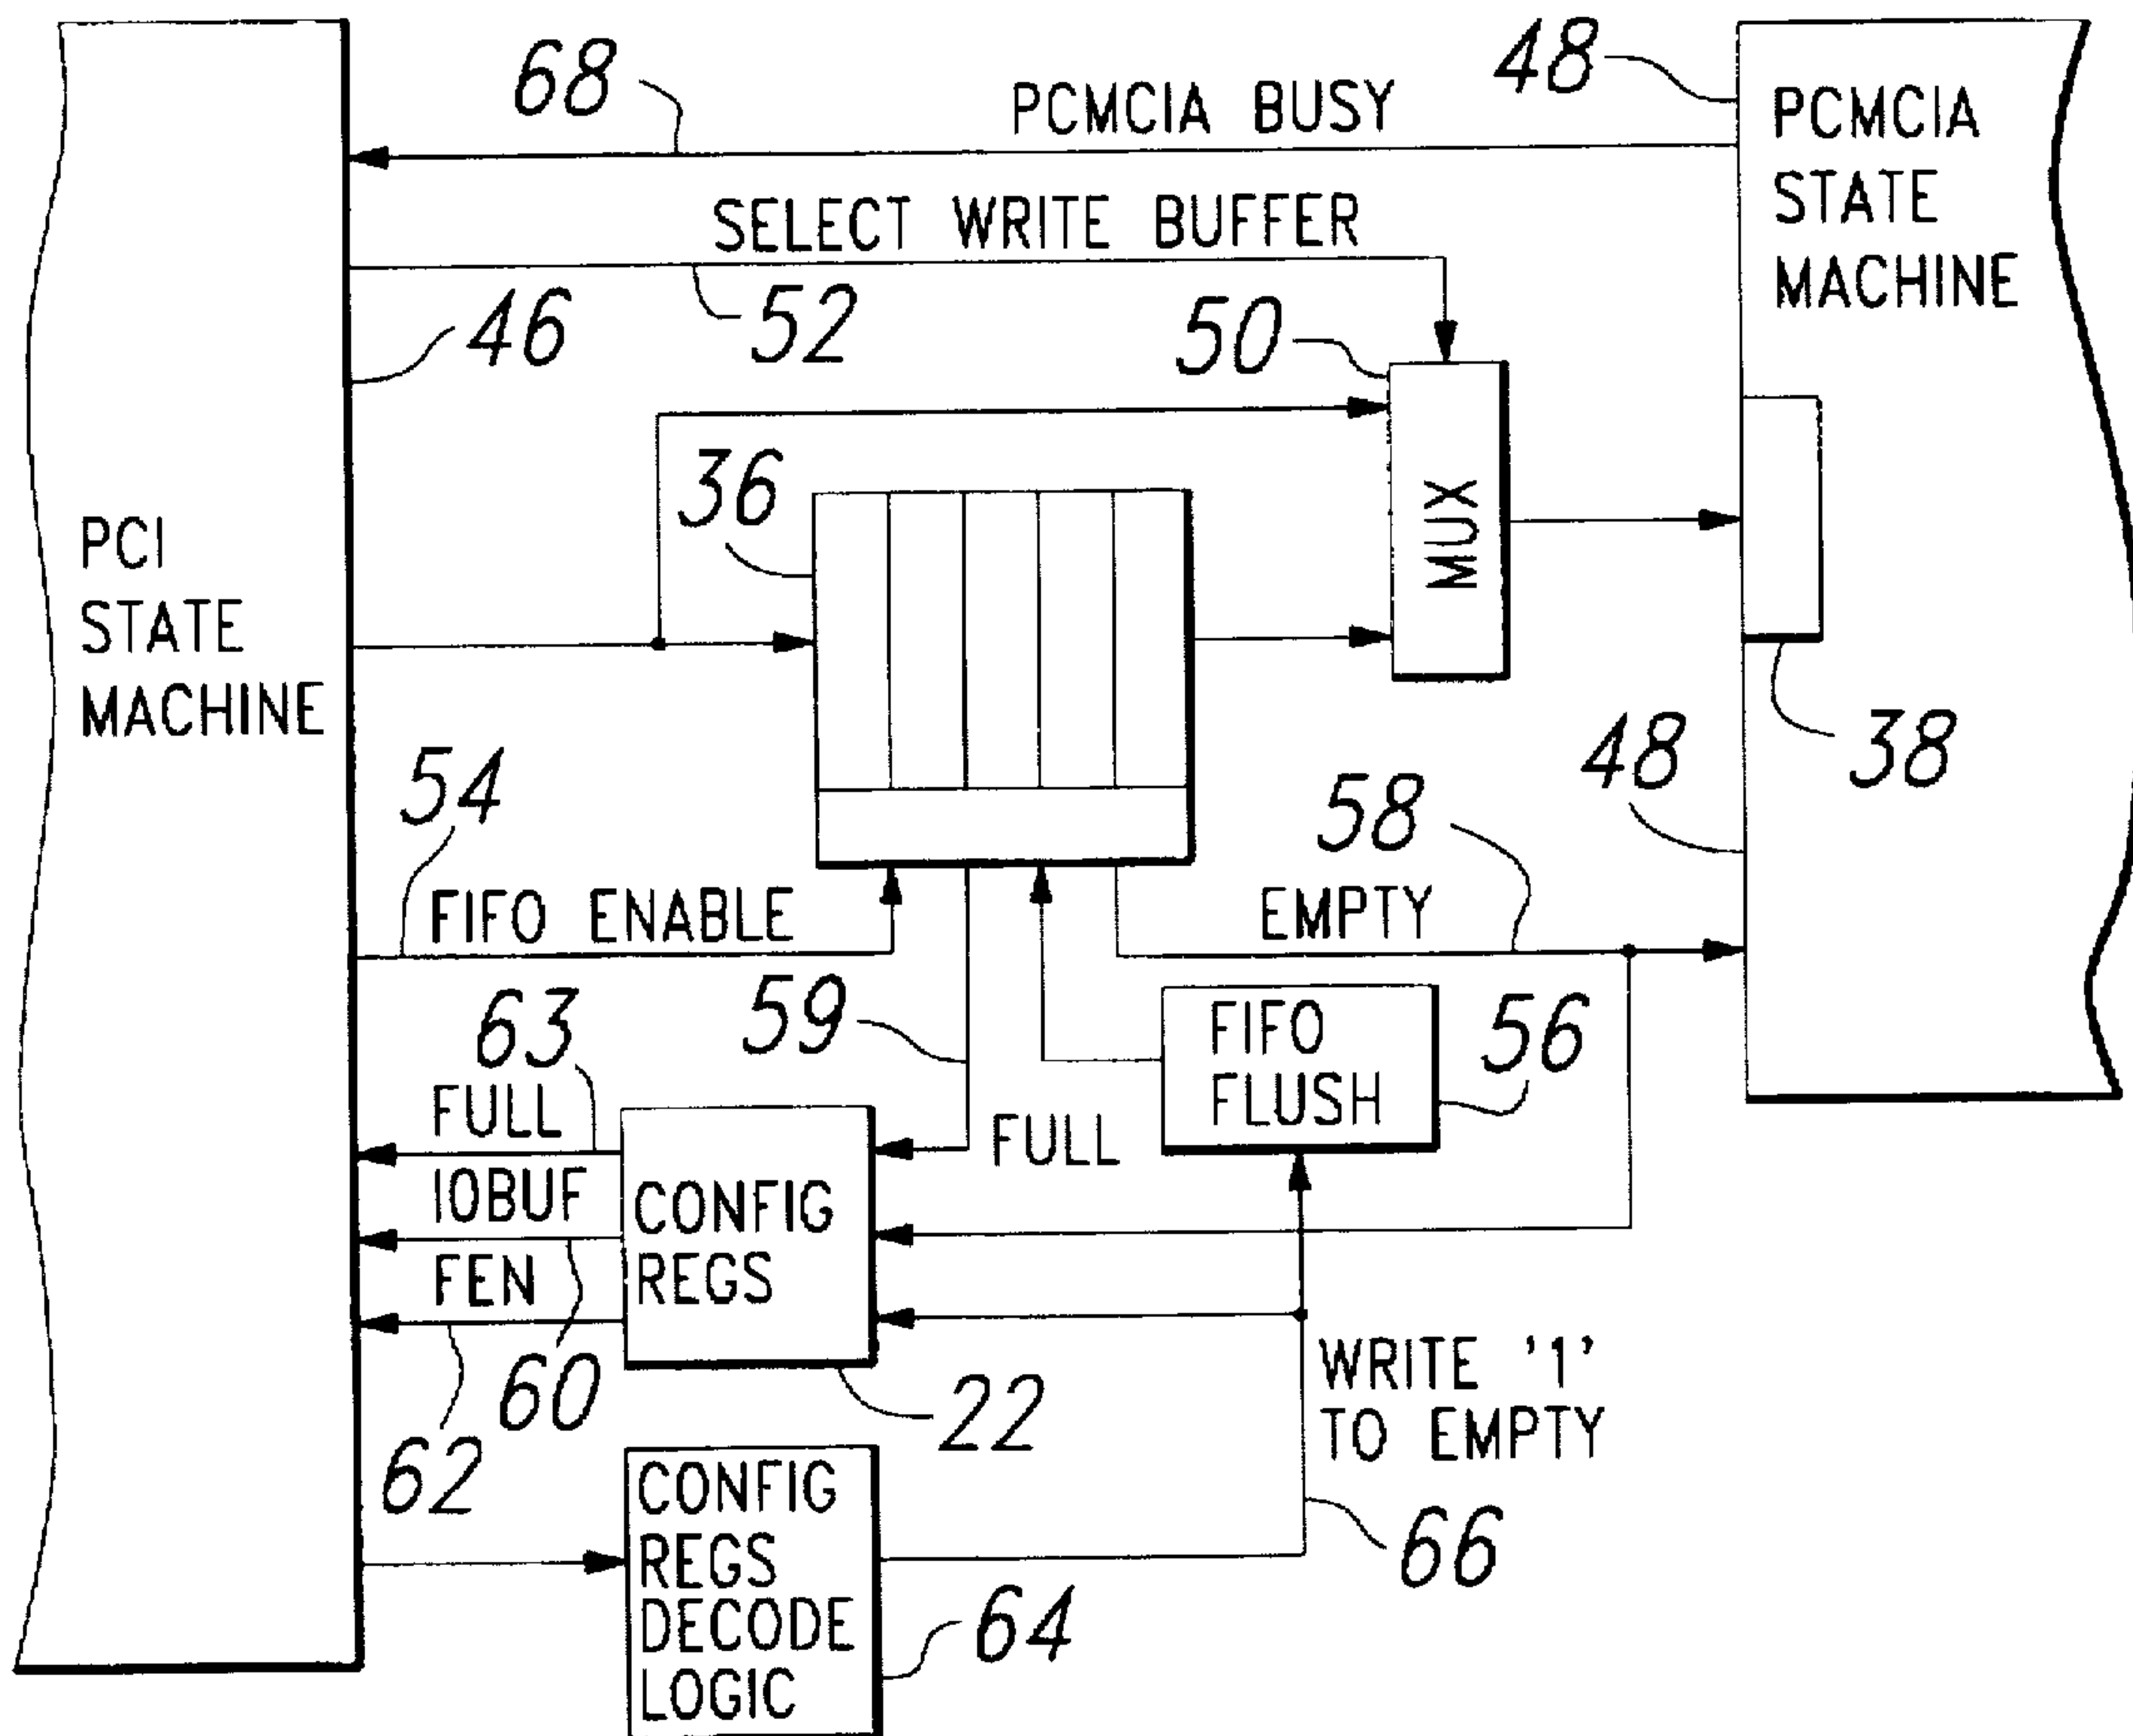 68
PCMCIA BUSY
48
PCMCIA
STATE
MACHINE
SELECT WRITE BUFFER
52
46
50
36
MUX
PCI
STATE
MACHINE
38
48
54
58
FIFO ENABLE
EMPTY
59
63
FIFO
FLUSH
56
FULL
FULL
IOBUF
CONFIG
REGS
FEN
60
22
WRITE '1'
TO EMPTY
62
CONFIG
REGS
DECODE
LOGIC
66
64